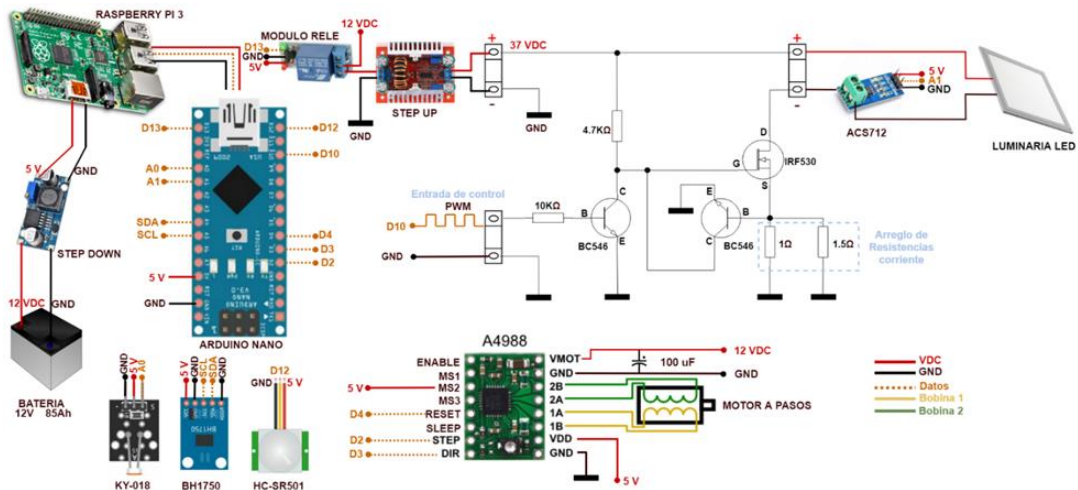 RASPBERRY PI 3
5 V
GND
STEP DOWN
12 VDC
GND
BATERIA
12V 85Ah
D13
A0
A1
SDA
SCL
5 V
GND
D12
D10
D4
D3
D2
ARDUINO NANO
MODULO RELE
D13
GND
5V
12 VDC
GND
STEP UP
37 VDC
+
-
GND
4.7KΩ
Entrada de control
PWM
D10
GND
10KΩ
B
C
E
BC546
E
B
C
BC546
D
G
S
IRF530
1Ω
1.5Ω
Arreglo de
Resistencias
corriente
+
-
5 V
A1
GND
ACS712
LUMINARIA LED
GND
5 V
A0
KY-018
5 V
GND
SCL
SDA
GND
BH1750
BH1750
D12
GND
5 V
HC-SR501
A4988
ENABLE
MS1
MS2
MS3
RESET
SLEEP
STEP
DIR
5 V
D4
D2
D3
VMOT
GND
2B
2A
1A
1B
VDD
GND
12 VDC
100 uF
GND
MOTOR A PASOS
5 V
VDC
GND
Datos
Bobina 1
Bobina 2